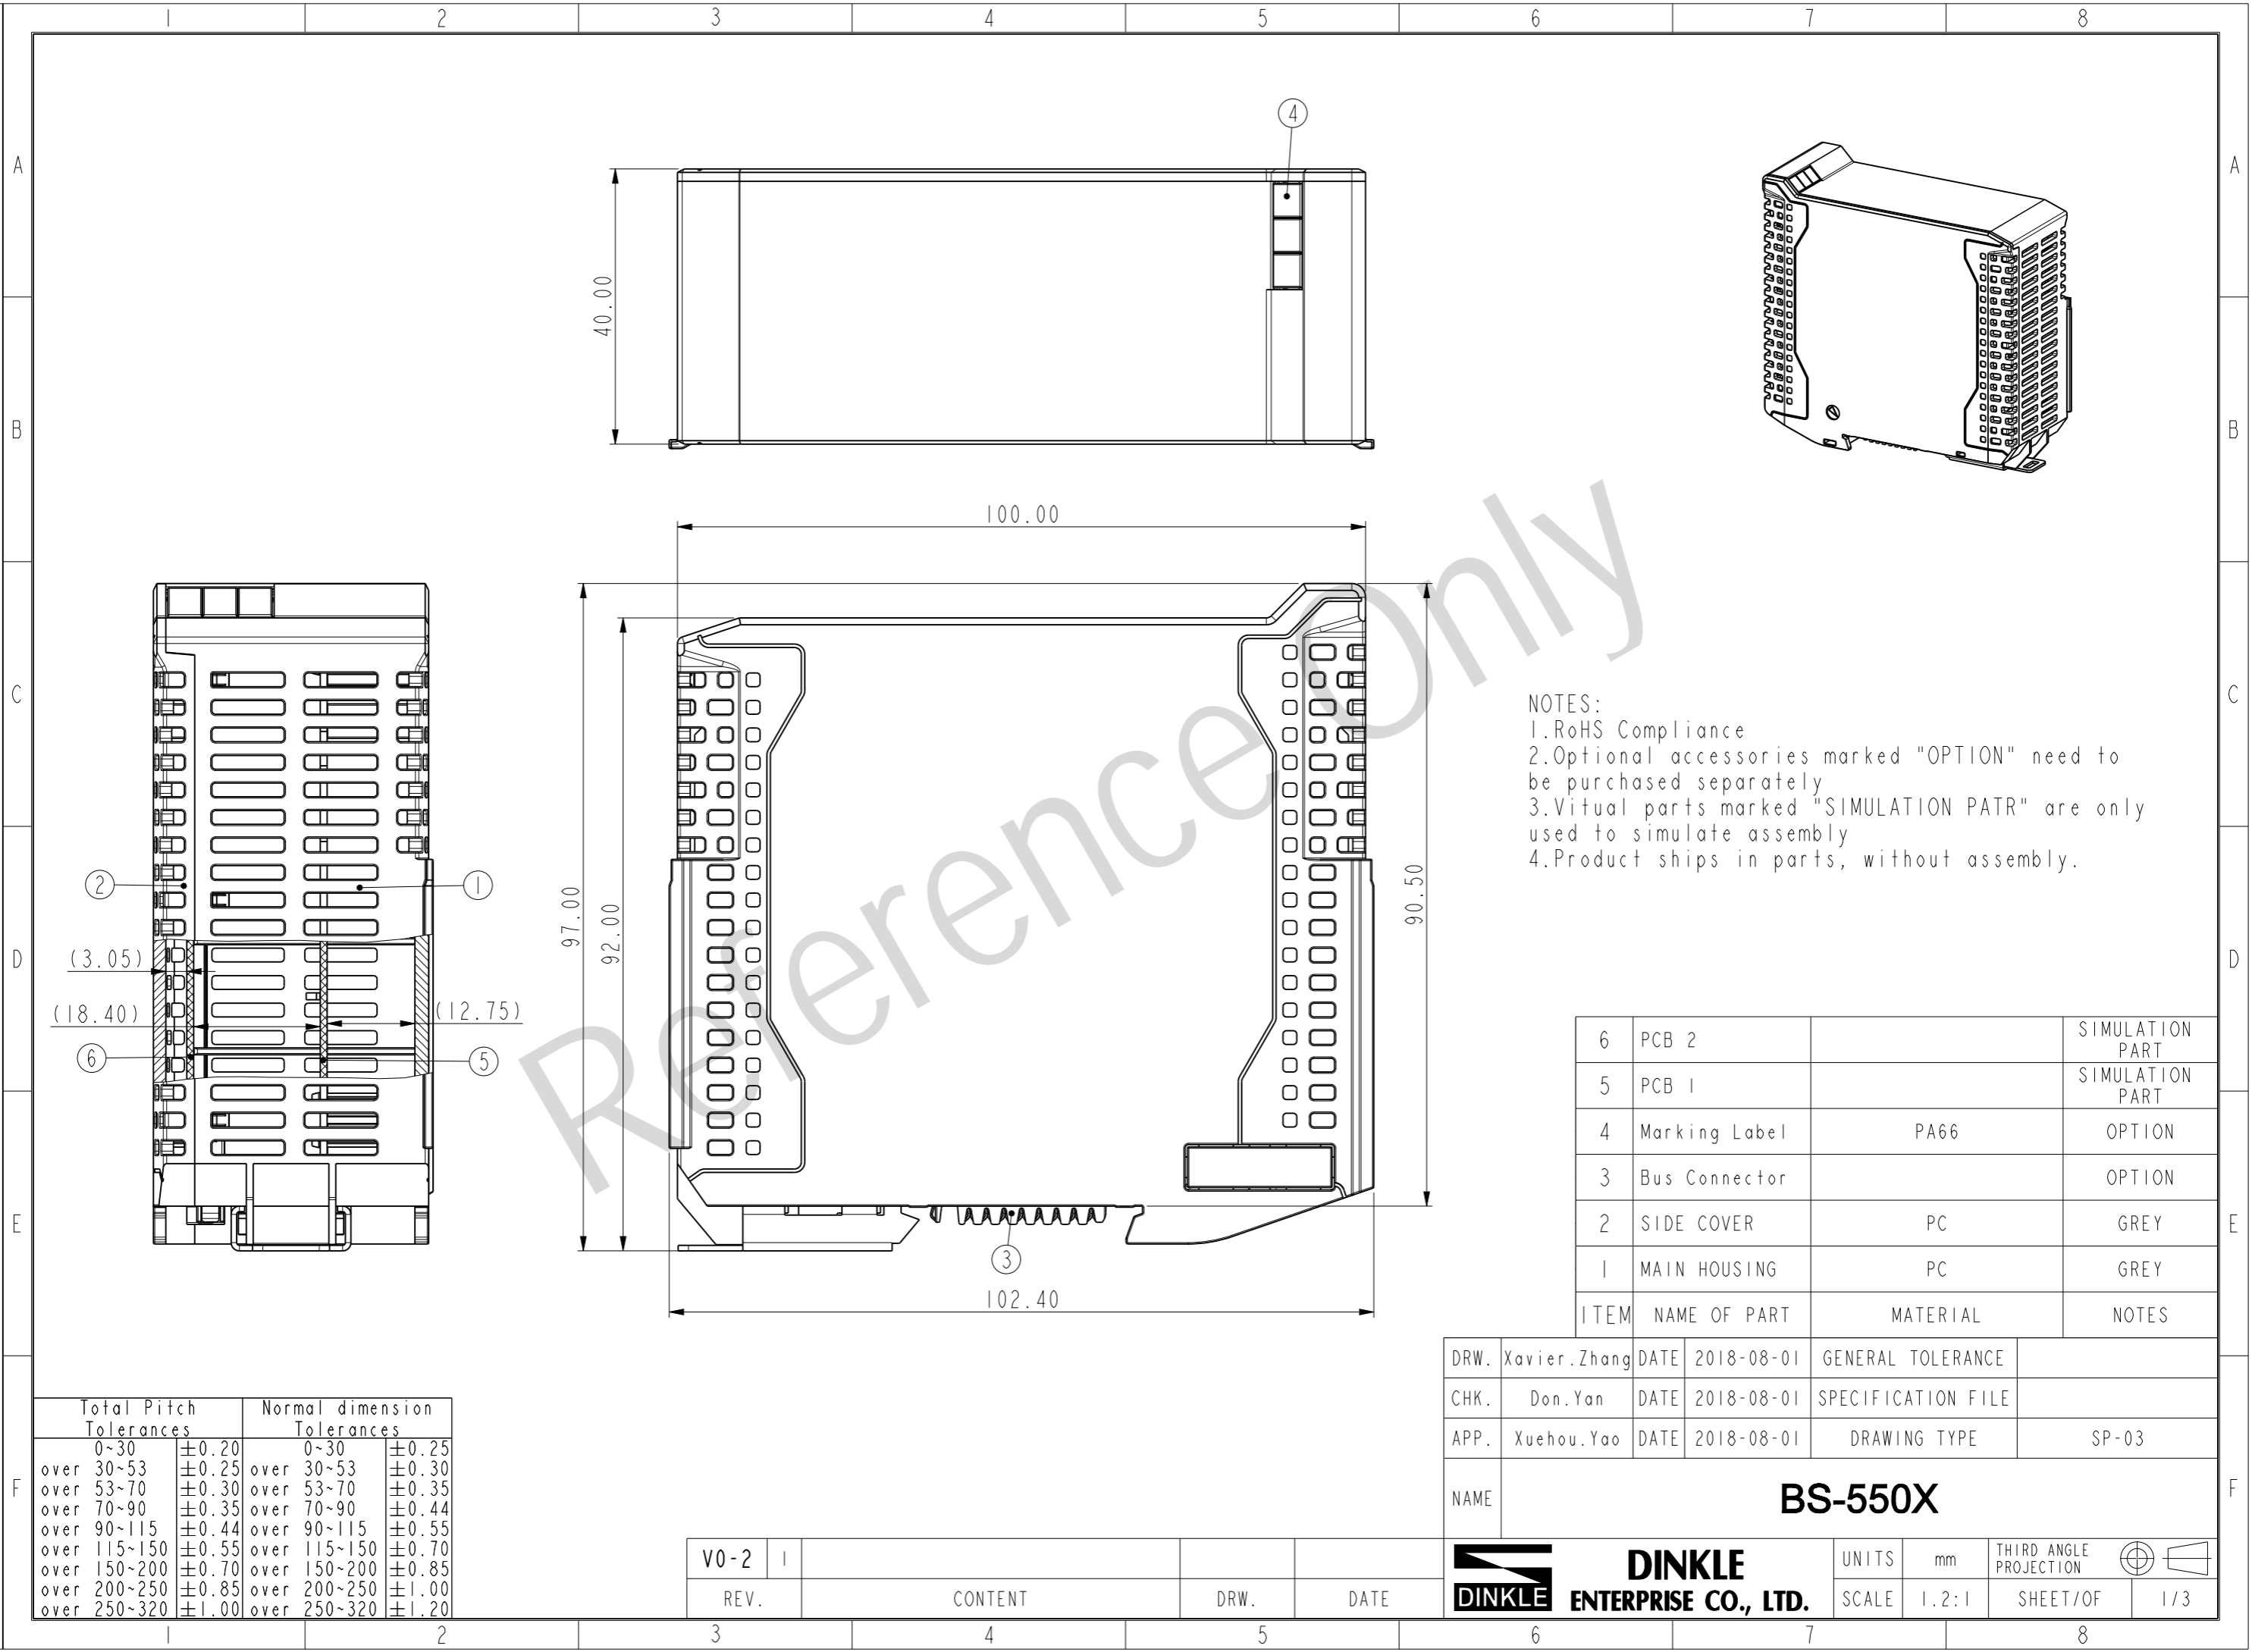 1 2 3 4 5 6 7 8
A A
B B
C C
D D
E E
F F
4
40.00
100.00
97.00
92.00
90.50
102.40
3
2
1
(3.05)
(18.40)
(12.75)
6
5
Reference Only
NOTES:
1.RoHS Compliance
2.Optional accessories marked "OPTION" need to
be purchased separately
3.Vitual parts marked "SIMULATION PATR" are only
used to simulate assembly
4.Product ships in parts, without assembly.
6 PCB 2 SIMULATION
PART
5 PCB 1 SIMULATION
PART
4 Marking Label PA66 OPTION
3 Bus Connector OPTION
2 SIDE COVER PC GREY
1 MAIN HOUSING PC GREY
ITEM NAME OF PART MATERIAL NOTES
DRW. Xavier.Zhang DATE 2018-08-01 GENERAL TOLERANCE
CHK. Don.Yan DATE 2018-08-01 SPECIFICATION FILE
APP. Xuehou.Yao DATE 2018-08-01 DRAWING TYPE SP-03
NAME BS-550X
DINKLE
DINKLE
ENTERPRISE CO., LTD.
UNITS mm THIRD ANGLE
PROJECTION
SCALE 1.2:1 SHEET/OF 1/3
V0-2 1
REV. CONTENT DRW. DATE
Total Pitch Normal dimension
Tolerances Tolerances
0~30 ±0.20 0~30 ±0.25
over 30~53 ±0.25 over 30~53 ±0.30
over 53~70 ±0.30 over 53~70 ±0.35
over 70~90 ±0.35 over 70~90 ±0.44
over 90~115 ±0.44 over 90~115 ±0.55
over 115~150 ±0.55 over 115~150 ±0.70
over 150~200 ±0.70 over 150~200 ±0.85
over 200~250 ±0.85 over 200~250 ±1.00
over 250~320 ±1.00 over 250~320 ±1.20
1 2 3 4 5 6 7 8